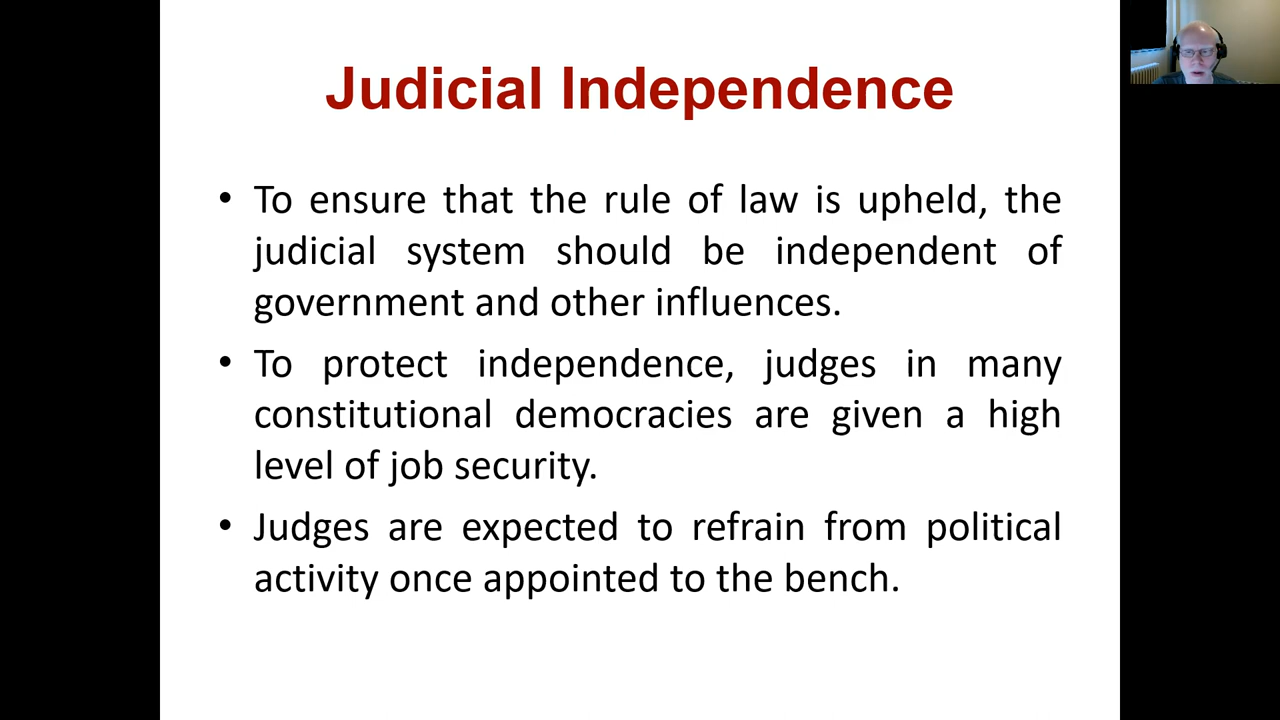 Judicial Independence
• To ensure that the rule of law is upheld, the
judicial system should be independent of
government and other influences.
• To protect independence, judges in many
constitutional democracies are given a high
level of job security.
• Judges are expected to refrain from political
activity once appointed to the bench.